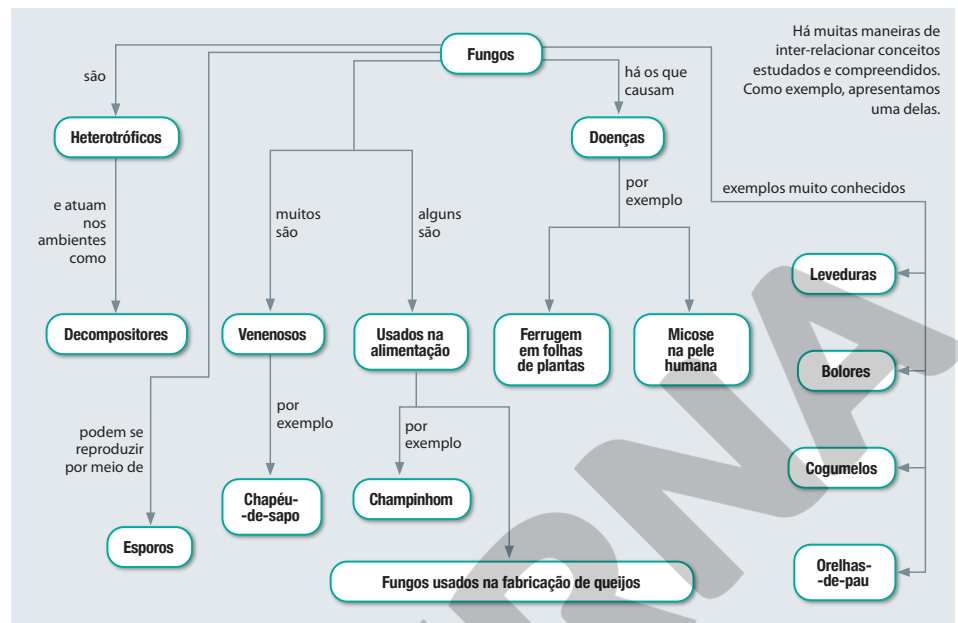 Fungos
Há muitas maneiras de
inter-relacionar conceitos
estudados e compreendidos.
Como exemplo, apresentamos
uma delas.
são
há os que
causam
Heterotróficos
Doenças
e atuam
nos
ambientes
como
muitos
são
alguns
são
por
exemplo
exemplos muito conhecidos
Leveduras
Decompositores
Venenosos
Usados na
alimentação
Ferrugem
em folhas
de plantas
Micose
na pele
humana
Bolores
podem se
reproduzir
por meio de
por
exemplo
por
exemplo
Cogumelos
Chapéu-
-de-sapo
Champinhom
Esporos
Fungos usados na fabricação de queijos
Orelhas-
-de-pau
RNA